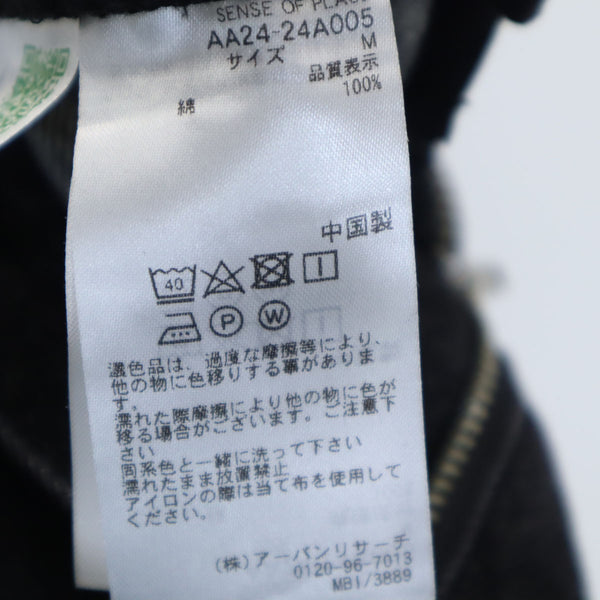 SENSE OF PLACE
AA24-24A005
サイズ M
品質表示
綿 100%
中国製
40
P W
濃色品は、過度な摩擦等により、
他の物に色移りする事がありま
す。
濡れた際摩擦により他の物に色が
移る場合がございます。ご注意下
さい
同系色と一緒に洗って下さい
濡れたまま放置禁止
アイロンの際は当て布を使用して
ください。
(株)アーバンリサーチ
0120-96-7013
MBI/3889